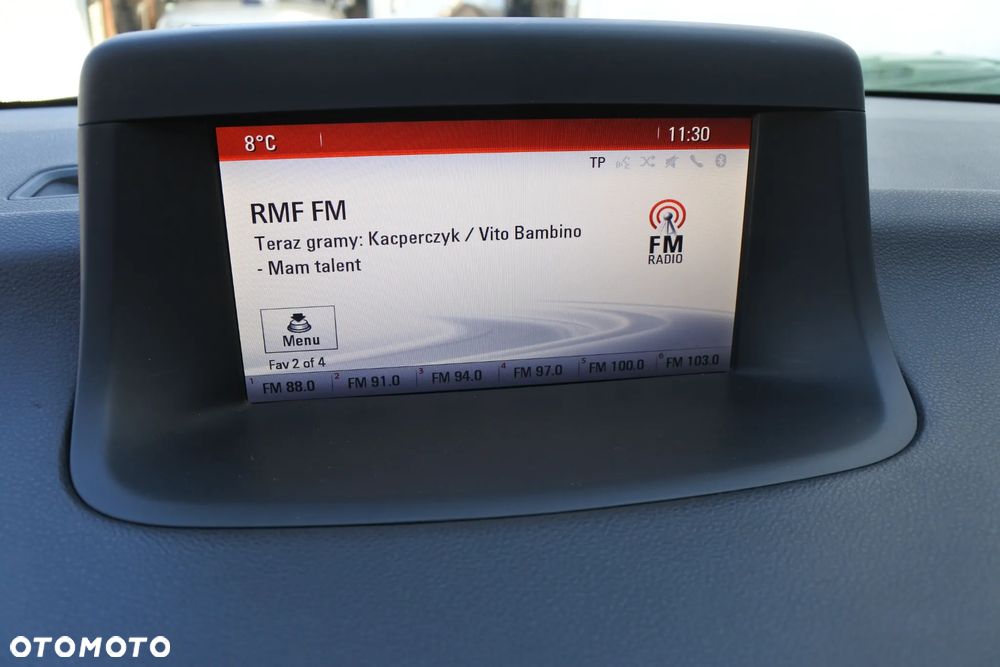 8°C 11:30
TP
RMF FM
Teraz gramy: Kacperczyk / Vito Bambino
- Mam talent
FM
RADIO
Menu
Fav 2 of 4
1 FM 88.0 2 FM 91.0 3 FM 94.0 4 FM 97.0 5 FM 100.0 6 FM 103.0
OTOMOTO